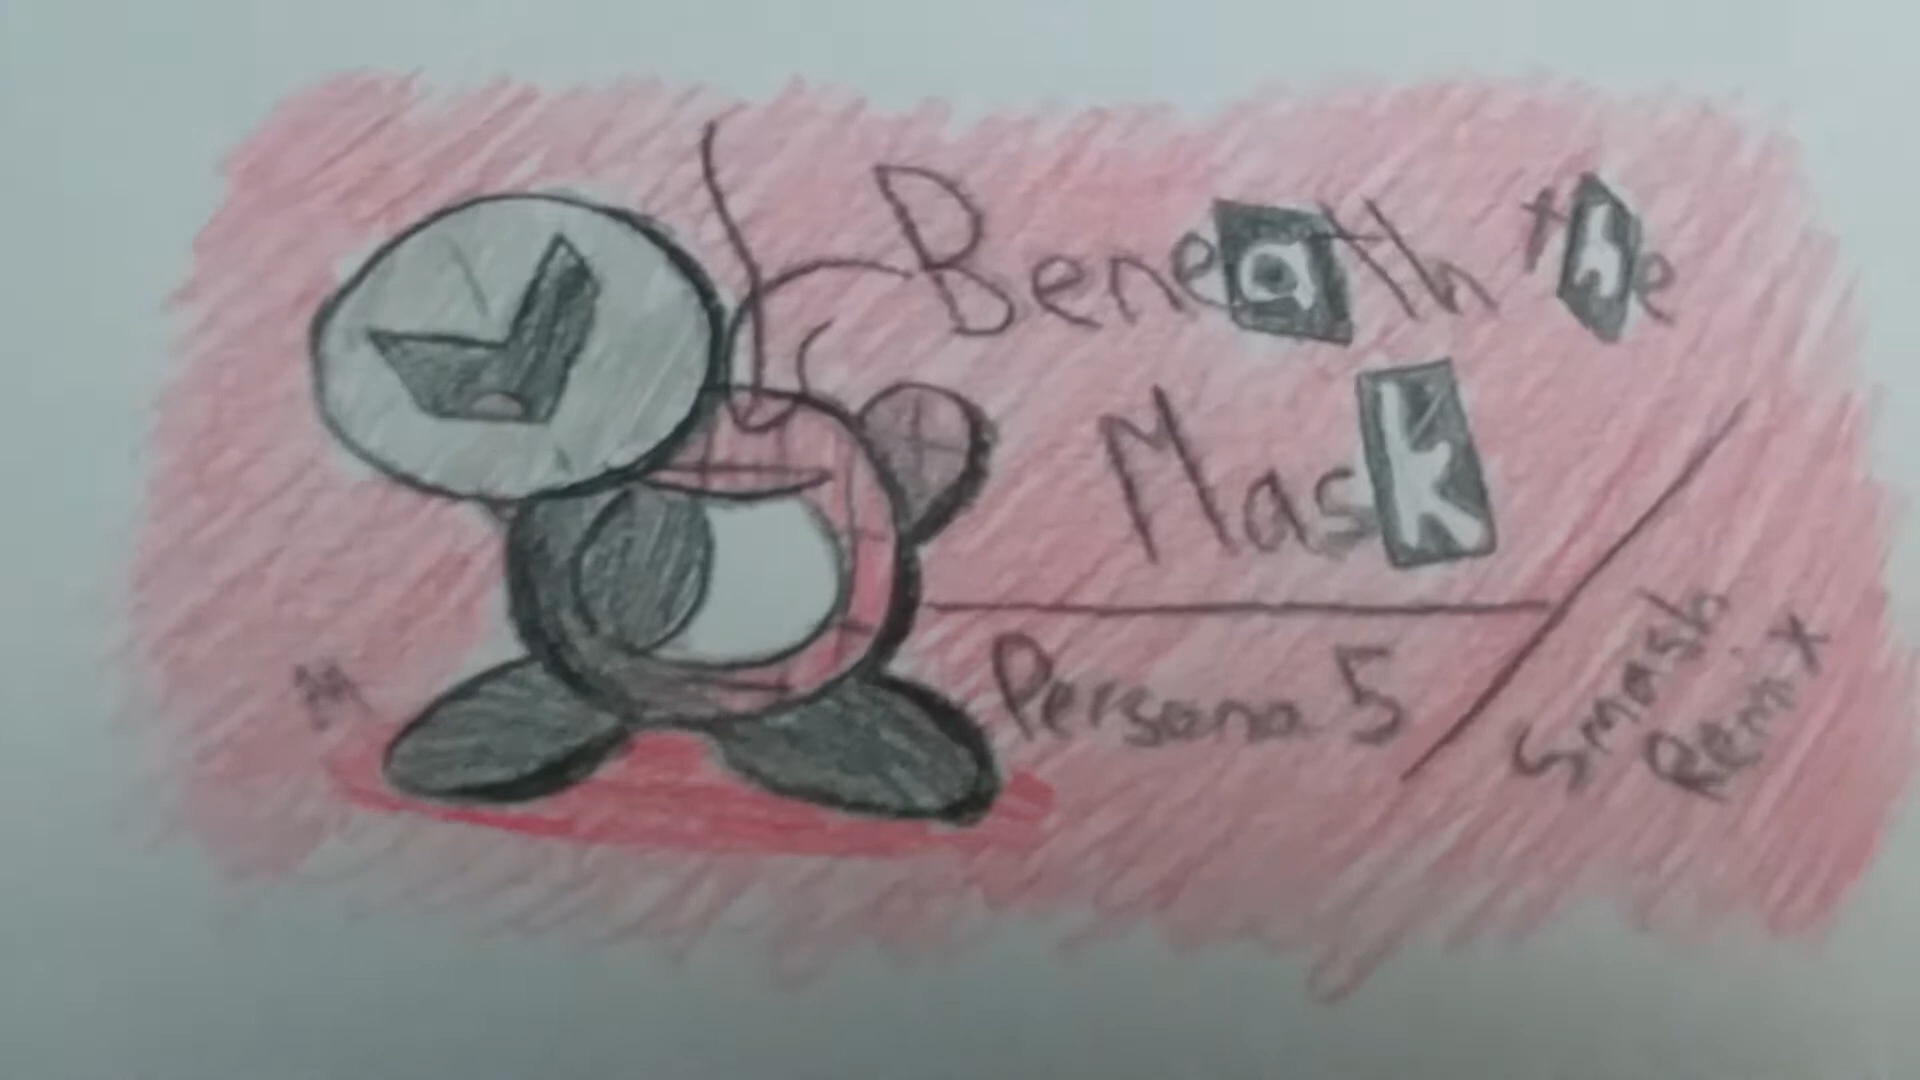 Beneath the
Mask
Persona 5
Smash
Remix